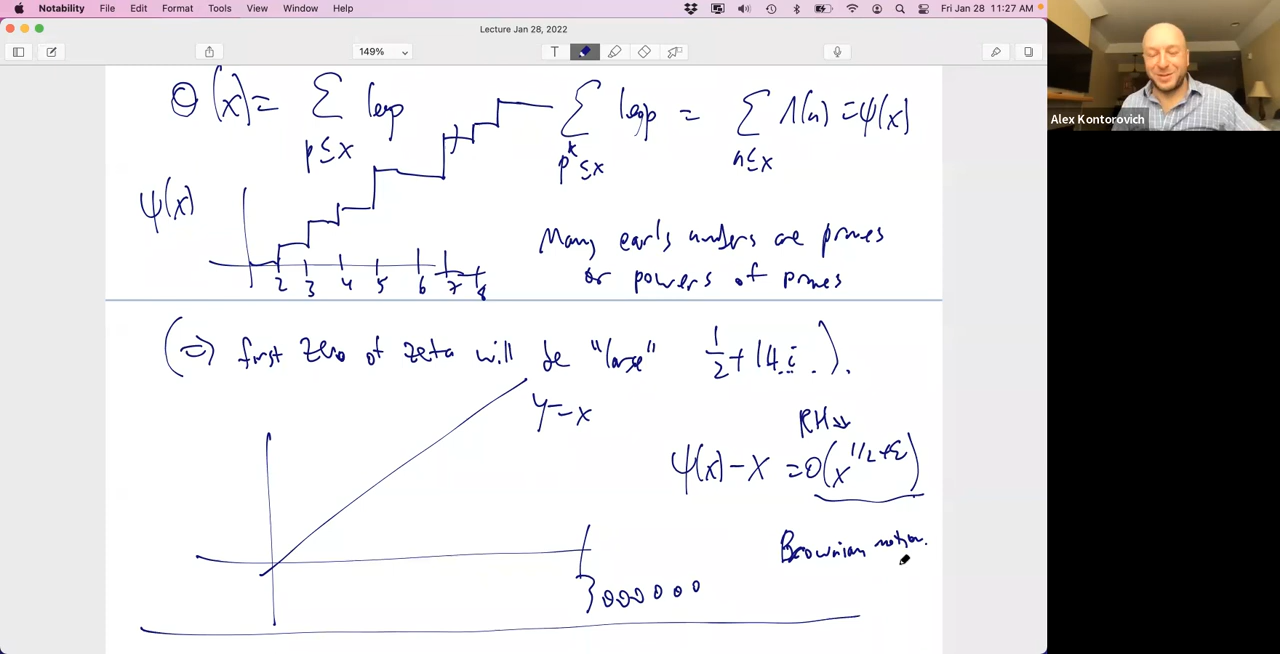 Notability File Edit Format Tools View Window Help Fri Jan 28 11:27 AM
Lecture Jan 28, 2022
149% T
Θ(x) = Σ log p Σ log p = Σ Λ(n) = ψ(x)
p ≤ x p^k ≤ x n ≤ x
Alex Kontorovich
ψ(x)
2 3 4 5 6 7 8
Many early numbers are primes
or powers of primes
(⇒ first zero of zeta will be "large" 1/2 + 14i...).
y = x
RH
ψ(x) - x = O(x^{1/2+ε})
Brownian motion.
3000000